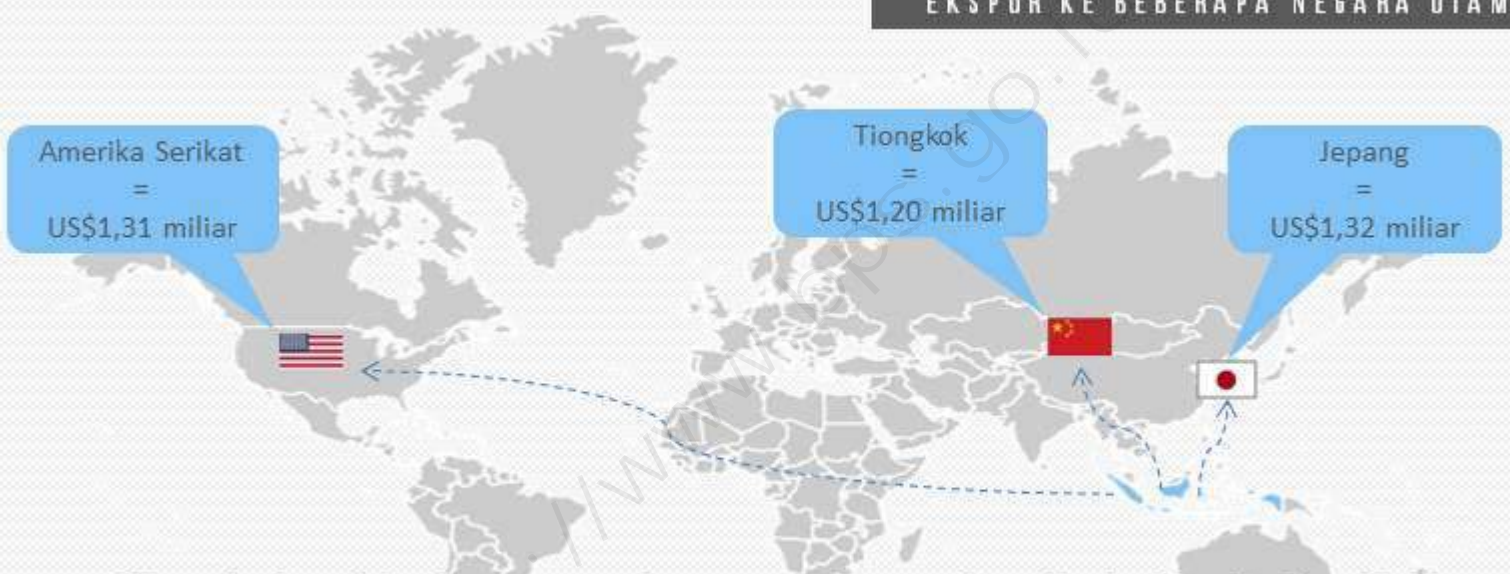 EKSPOR KE BEBERAPA NEGARA UTAM
Amerika Serikat
=
US$1,31 miliar
Tiongkok
=
US$1,20 miliar
Jepang
=
US$1,32 miliar